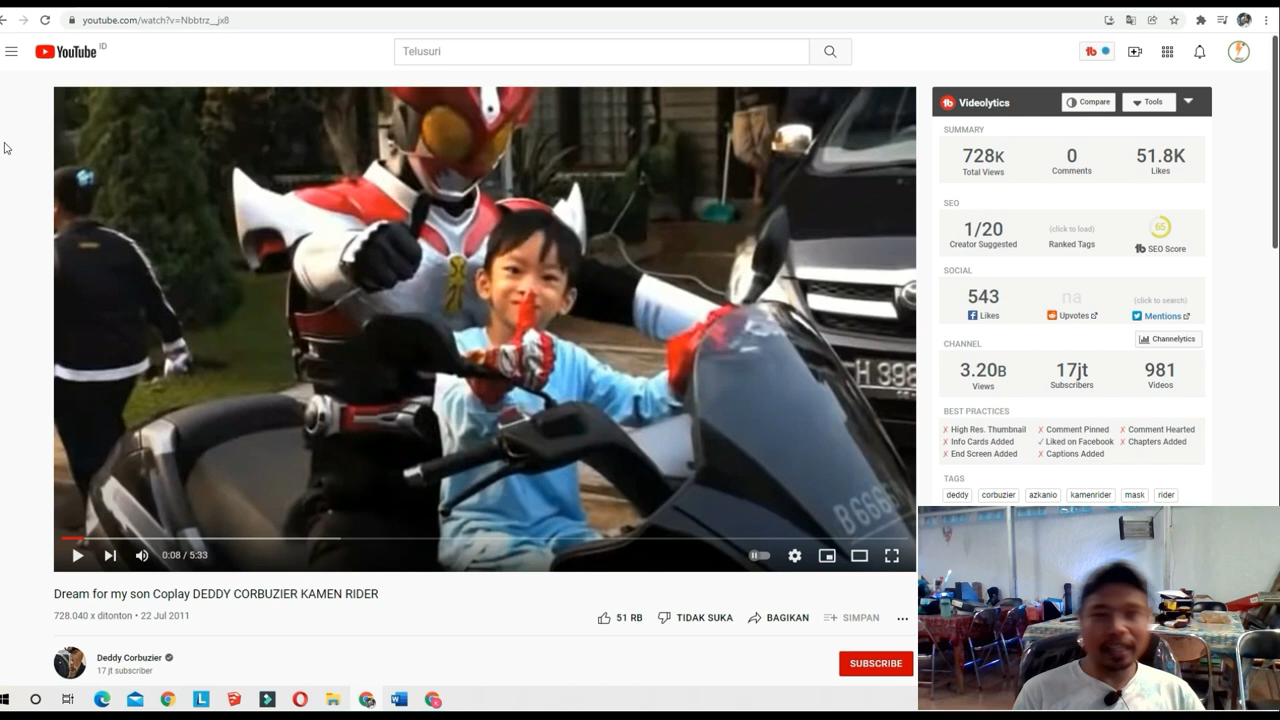 youtube.com/watch?v=Nbbtrz__jx8
YouTube ID
Telusuri
tb
H 398
B 6666
0:08 / 5:33
Dream for my son Coplay DEDDY CORBUZIER KAMEN RIDER
728.040 x ditonton • 22 Jul 2011
51 RB TIDAK SUKA BAGIKAN SIMPAN
Deddy Corbuzier
17 jt subscriber
SUBSCRIBE
tb Videolytics Compare Tools
SUMMARY
728K 0 51.8K
Total Views Comments Likes
SEO
1/20 (click to load) 65
Creator Suggested Ranked Tags tb SEO Score
SOCIAL
543 na (click to search)
Likes Upvotes Mentions
CHANNEL Channelytics
3.20B 17jt 981
Views Subscribers Videos
BEST PRACTICES
✗ High Res. Thumbnail ✗ Comment Pinned ✗ Comment Hearted
✗ Info Cards Added ✓ Liked on Facebook ✗ Chapters Added
✗ End Screen Added ✗ Captions Added
TAGS
deddy corbuzier azkanio kamenrider mask rider